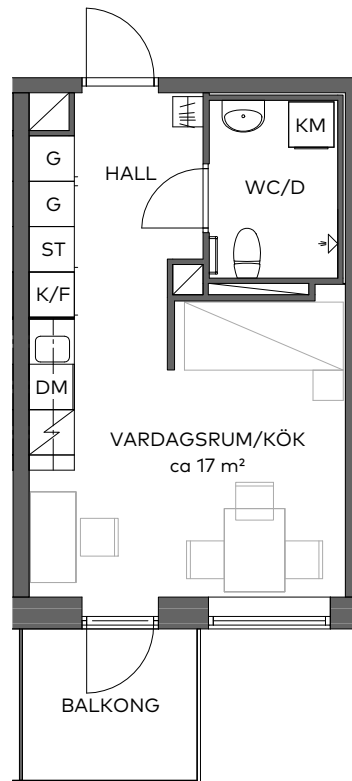 G
KM
HALL
WC/D
G
ST
K/F
DM
VARDAGSRUM/KÖK
ca 17 m²
BALKONG